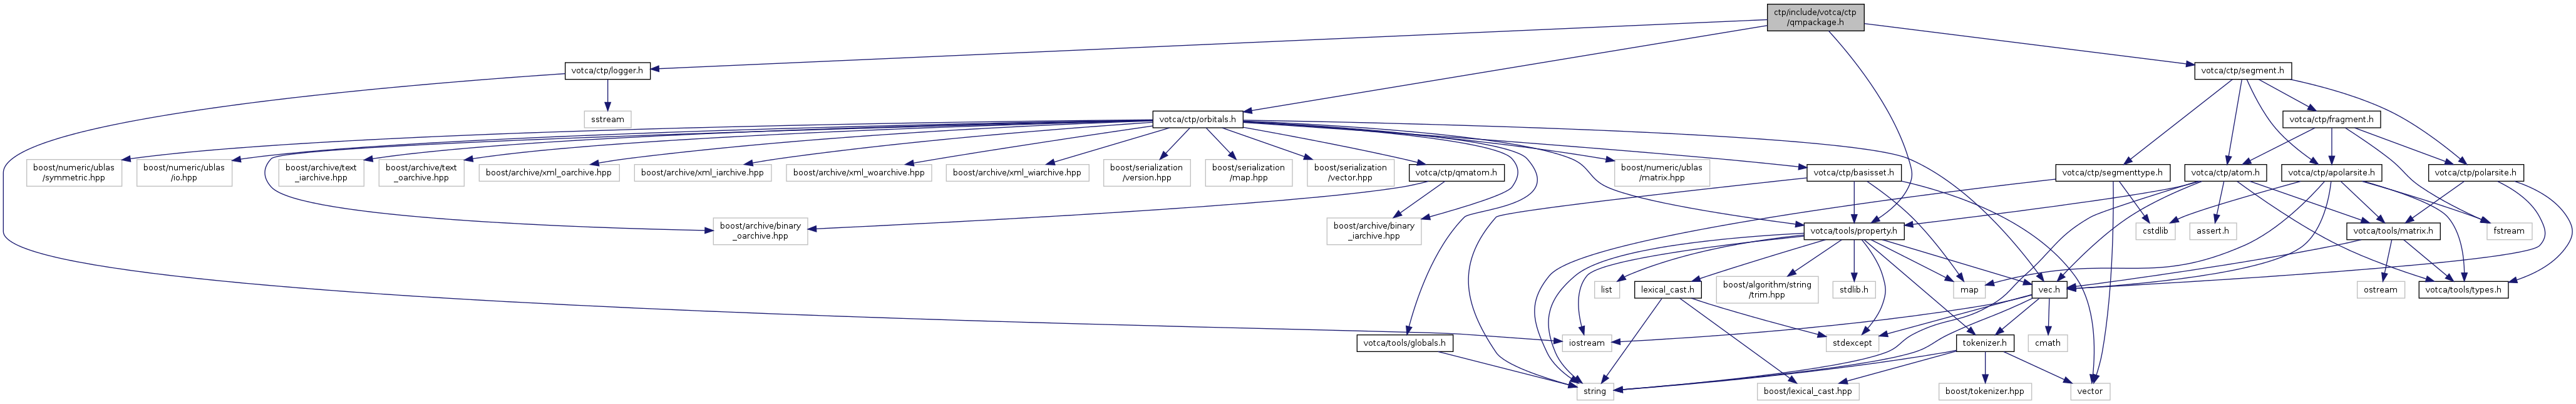 ctp/include/votca/ctp
/qmpackage.h
votca/ctp/logger.h
votca/ctp/segment.h
sstream
votca/ctp/orbitals.h
votca/ctp/fragment.h
boost/numeric/ublas
/symmetric.hpp
boost/numeric/ublas
/io.hpp
boost/archive/text
_iarchive.hpp
boost/archive/text
_oarchive.hpp
boost/archive/xml_oarchive.hpp
boost/archive/xml_iarchive.hpp
boost/archive/xml_woarchive.hpp
boost/archive/xml_wiarchive.hpp
boost/serialization
/version.hpp
boost/serialization
/map.hpp
boost/serialization
/vector.hpp
votca/ctp/qmatom.h
votca/ctp/basisset.h
boost/numeric/ublas
/matrix.hpp
votca/ctp/segmenttype.h
votca/ctp/atom.h
votca/ctp/apolarsite.h
votca/ctp/polarsite.h
boost/archive/binary
_oarchive.hpp
boost/archive/binary
_iarchive.hpp
votca/tools/property.h
cstdlib
assert.h
votca/tools/matrix.h
fstream
list
lexical_cast.h
boost/algorithm/string
/trim.hpp
stdlib.h
map
vec.h
ostream
votca/tools/types.h
votca/tools/globals.h
iostream
stdexcept
tokenizer.h
cmath
string
boost/lexical_cast.hpp
boost/tokenizer.hpp
vector